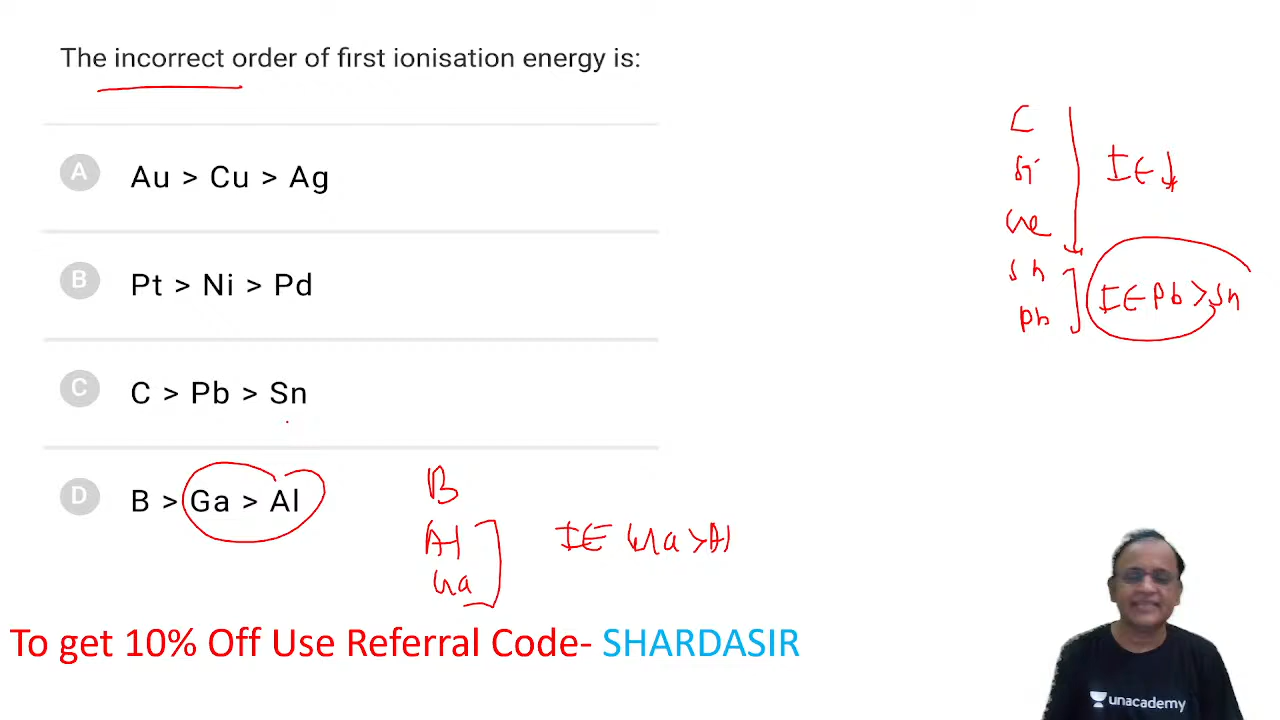 The incorrect order of first ionisation energy is:
A Au > Cu > Ag
B Pt > Ni > Pd
C C > Pb > Sn
D B > Ga > Al
C
Si
Ge
Sn
Pb
IE ↓
IE Pb > Sn
B
Al
Ga
IE Ga > Al
To get 10% Off Use Referral Code- SHARDASIR
unacademy